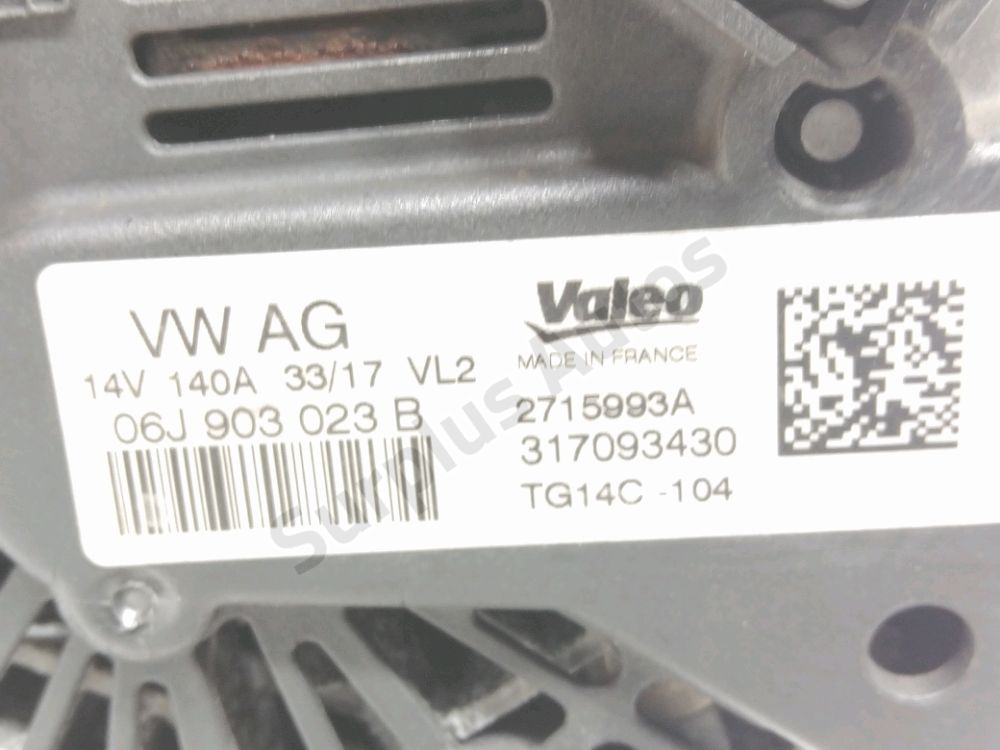 VW AG
14V 140A 33/17 VL2
06J 903 023 B
Valeo
MADE IN FRANCE
2715993A
317093430
TG14C -104
Surplus Autos